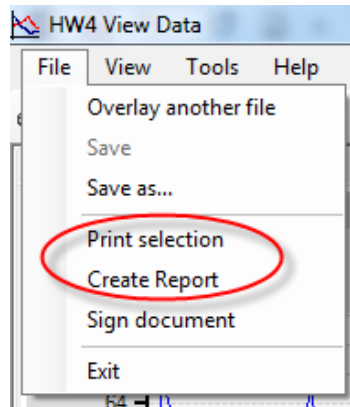 HW4 View Data
File View Tools Help
Overlay another file
Save
Save as...
Print selection
Create Report
Sign document
Exit
64